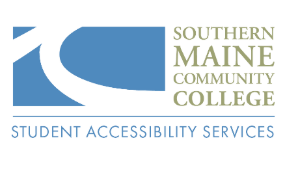 SOUTHERN
MAINE
COMMUNITY
COLLEGE
STUDENT ACCESSIBILITY SERVICES